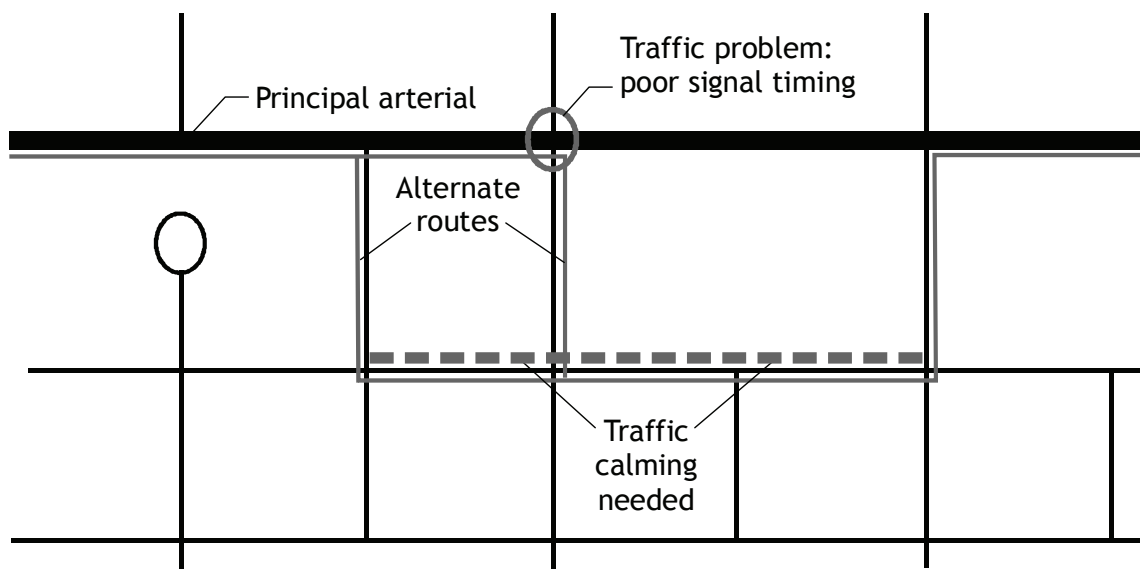 Traffic problem:
poor signal timing
Principal arterial
Alternate
routes
Traffic
calming
needed